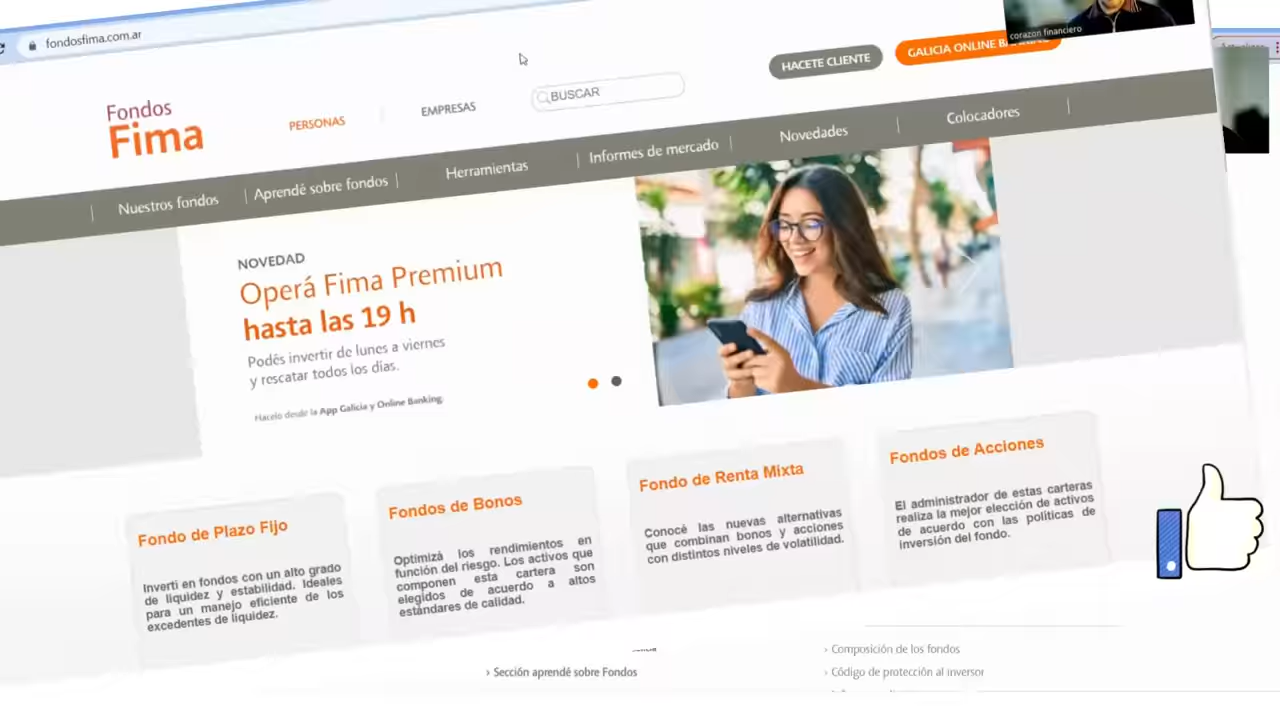 fondosfima.com.ar
corazon financiero
Fondos
Fima
PERSONAS
EMPRESAS
BUSCAR
HACETE CLIENTE
GALICIA ONLINE
Nuestros fondos
Aprendé sobre fondos
Herramientas
Informes de mercado
Novedades
Colocadores
NOVEDAD
Operá Fima Premium
hasta las 19 h
Podés invertir de lunes a viernes
y rescatar todos los días.
Hacelo desde la App Galicia y Online Banking.
Fondo de Plazo Fijo
Invertí en fondos con un alto grado
de liquidez y estabilidad. Ideales
para un manejo eficiente de los
excedentes de liquidez.
Fondos de Bonos
Optimizá los rendimientos en
función del riesgo. Los activos que
componen esta cartera son
elegidos de acuerdo a altos
estándares de calidad.
Fondo de Renta Mixta
Conocé las nuevas alternativas
que combinan bonos y acciones
con distintos niveles de volatilidad.
Fondos de Acciones
El administrador de estas carteras
realiza la mejor elección de activos
de acuerdo con las políticas de
inversión del fondo.
› Sección aprendé sobre Fondos
› Composición de los fondos
› Código de protección al inversor